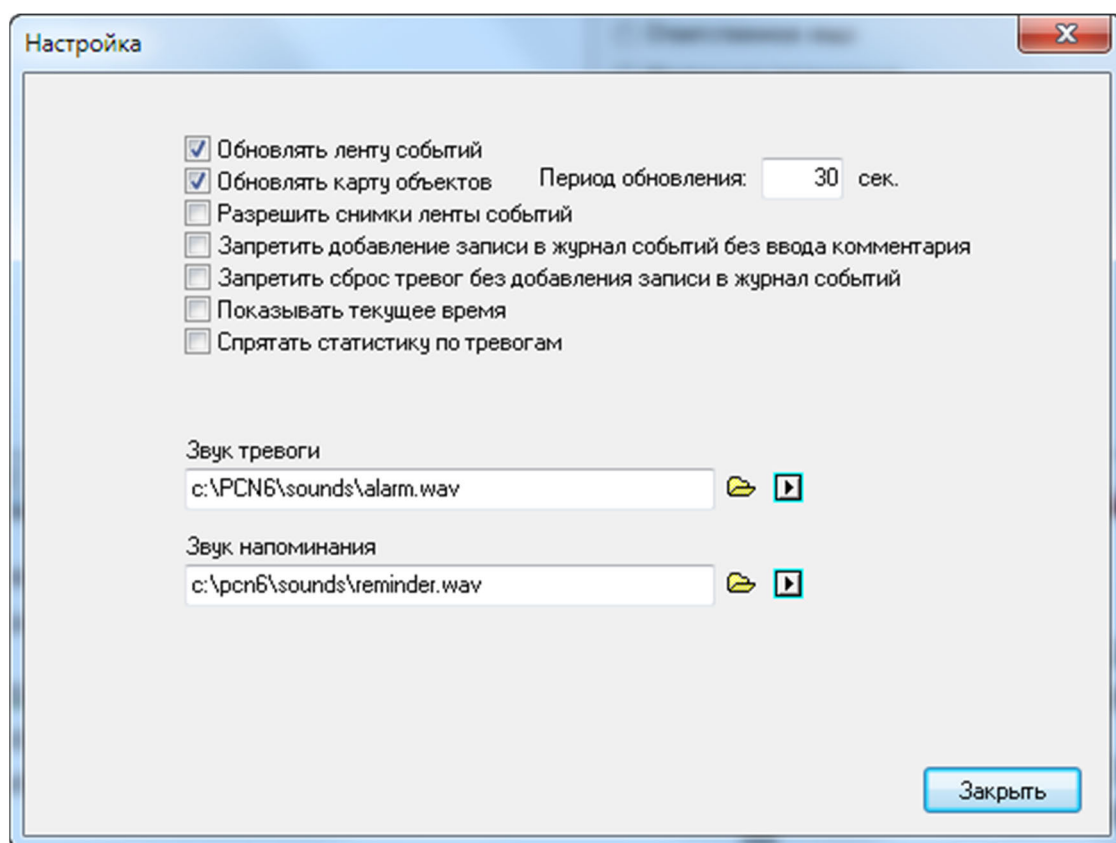 Настройка
Обновлять ленту событий
Обновлять карту объектов Период обновления: 30 сек.
Разрешить снимки ленты событий
Запретить добавление записи в журнал событий без ввода комментария
Запретить сброс тревог без добавления записи в журнал событий
Показывать текущее время
Спрятать статистику по тревогам
Звук тревоги
c:\PCN6\sounds\alarm.wav
Звук напоминания
c:\pcn6\sounds\reminder.wav
Закрыть